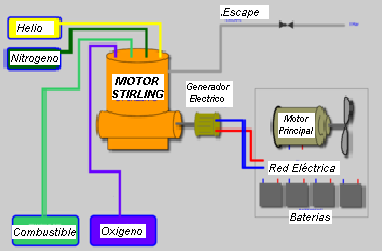 Helio
.Escape
Nitrogeno
MOTOR
STIRLING
Generador
Electrico
Motor
Principal
Red Eléctrica
Baterias
Combustible
Oxigeno